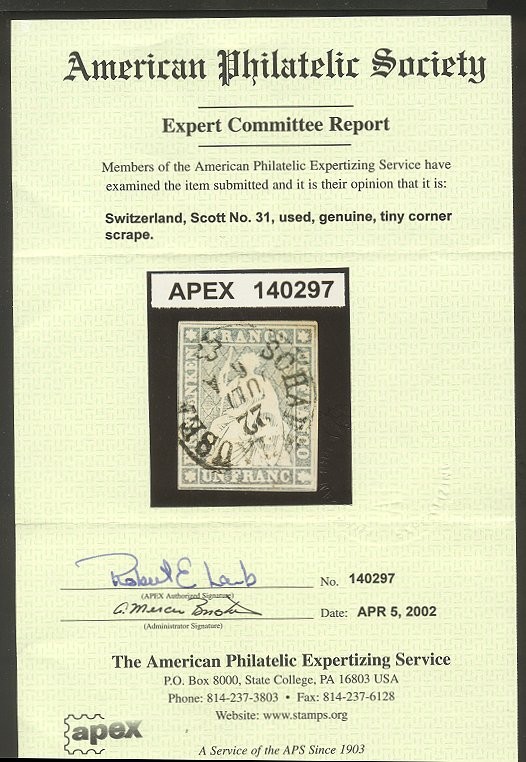 American Philatelic Society
Expert Committee Report
Members of the American Philatelic Expertizing Service have
examined the item submitted and it is their opinion that it is:
Switzerland, Scott No. 31, used, genuine, tiny corner
scrape.
APEX 140297
FRANCO
SCHA
22
UN FRANC
Robert E. Lamb
No. 140297
(APEX Authorized Signature)
Date: APR 5, 2002
(Administrator Signature)
The American Philatelic Expertizing Service
P.O. Box 8000, State College, PA 16803 USA
Phone: 814-237-3803 • Fax: 814-237-6128
Website: www.stamps.org
apex
A Service of the APS Since 1903